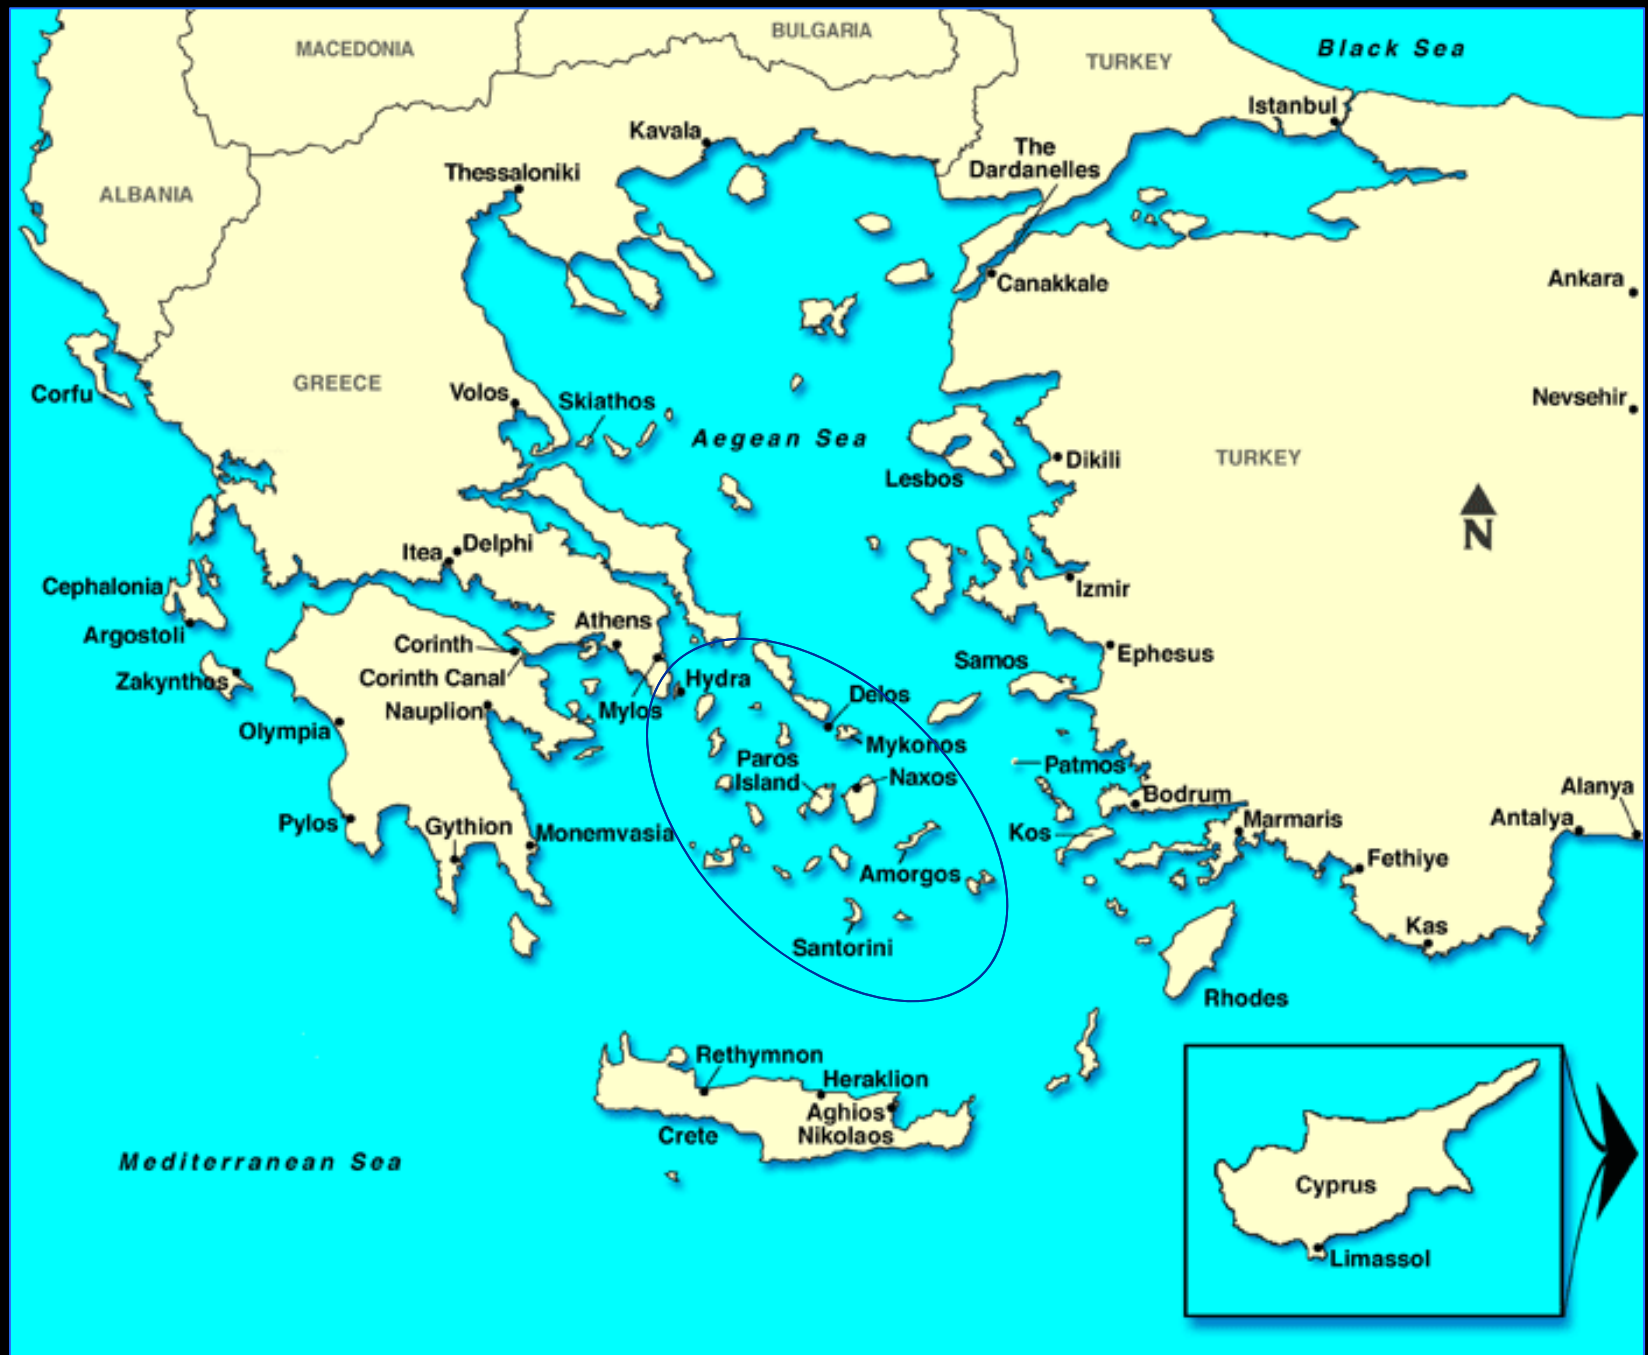 MACEDONIA
BULGARIA
TURKEY
Black Sea
Istanbul
Kavala
The
Dardanelles
Thessaloniki
ALBANIA
Canakkale
Ankara
GREECE
Corfu
Volos
Skiathos
Nevsehir
Aegean Sea
Lesbos
Dikili
TURKEY
N
Itea
Delphi
Cephalonia
Izmir
Argostoli
Athens
Corinth
Ephesus
Samos
Zakynthos
Corinth Canal
Hydra
Delos
Nauplion
Mylos
Olympia
Mykonos
Paros
Island
Naxos
Patmos
Bodrum
Alanya
Antalya
Pylos
Gythion
Monemvasia
Kos
Marmaris
Fethiye
Amorgos
Kas
Santorini
Rhodes
Rethymnon
Heraklion
Aghios
Nikolaos
Crete
Mediterranean Sea
Cyprus
Limassol